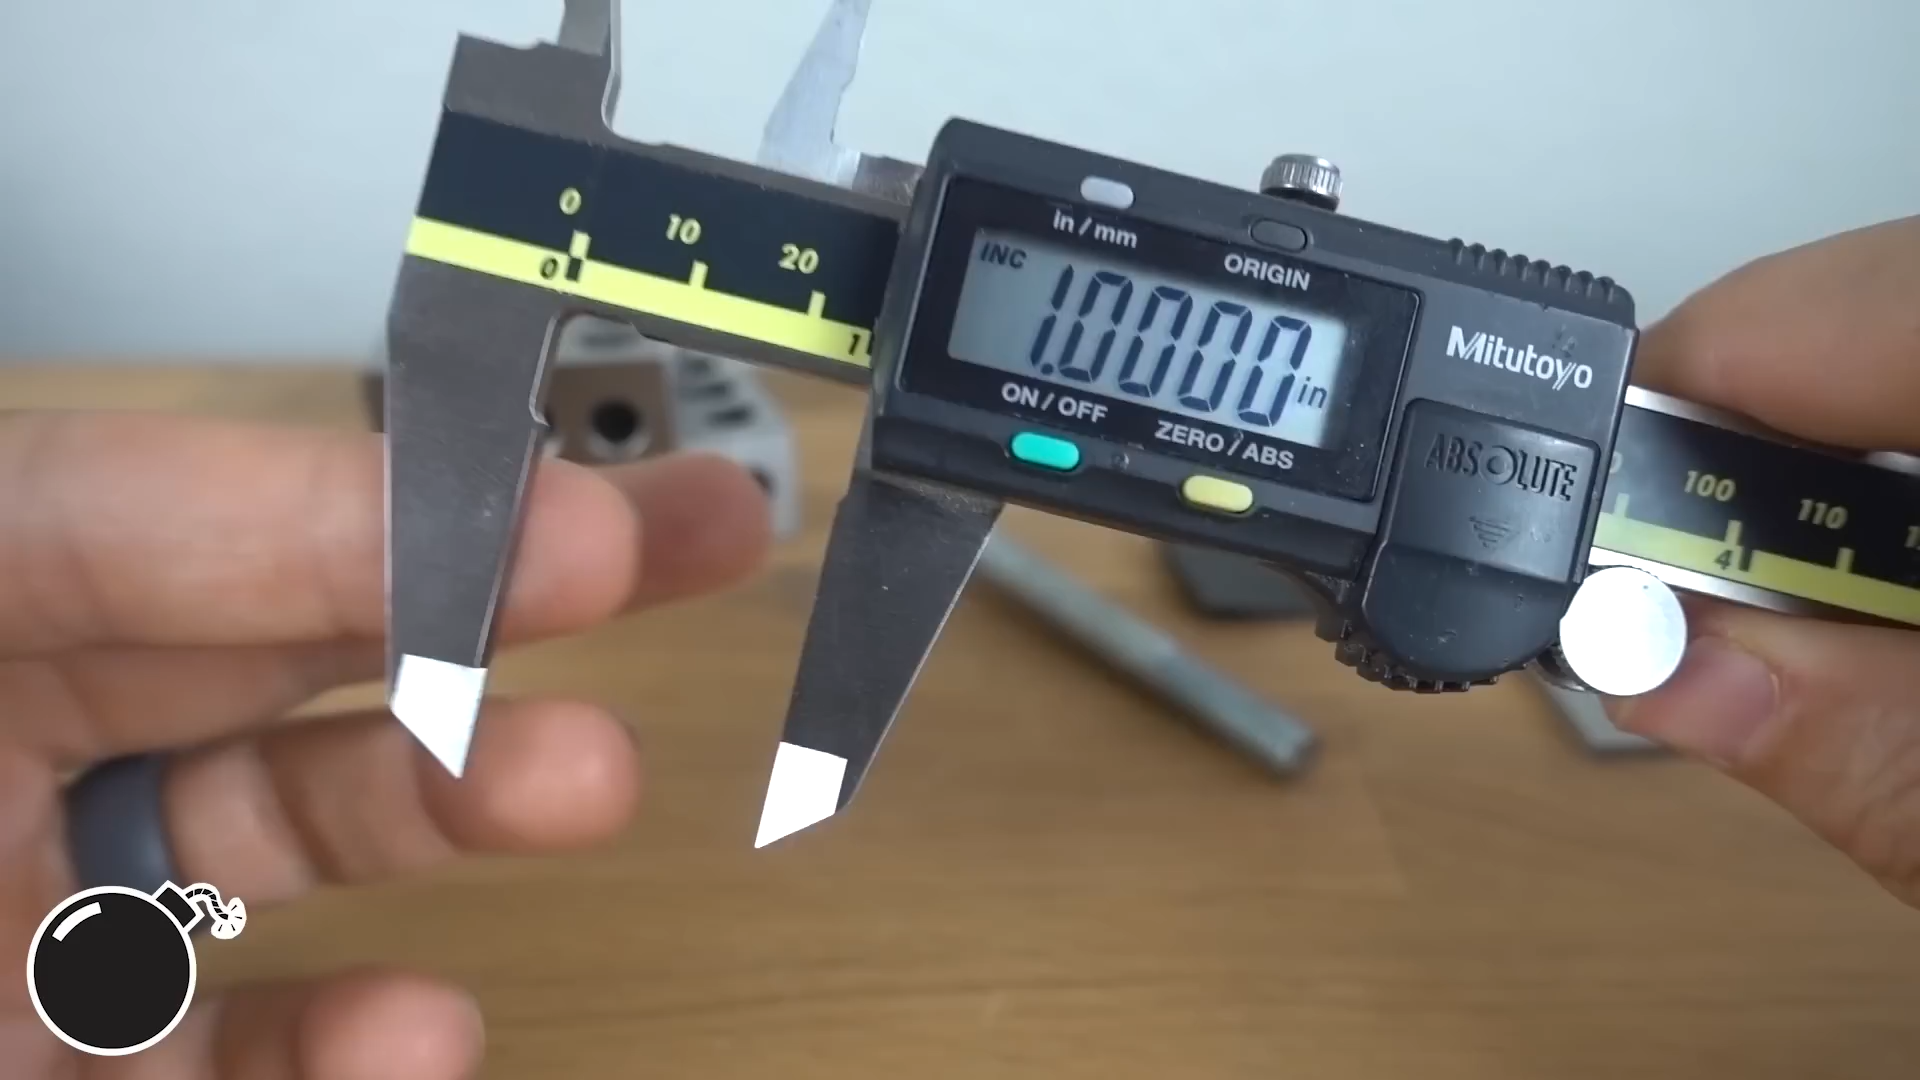 in/mm
ORIGIN
INC
1.0000 in
ON/OFF
ZERO/ABS
Mitutoyo
ABSOLUTE
0 10 20
0 1
100 110
4